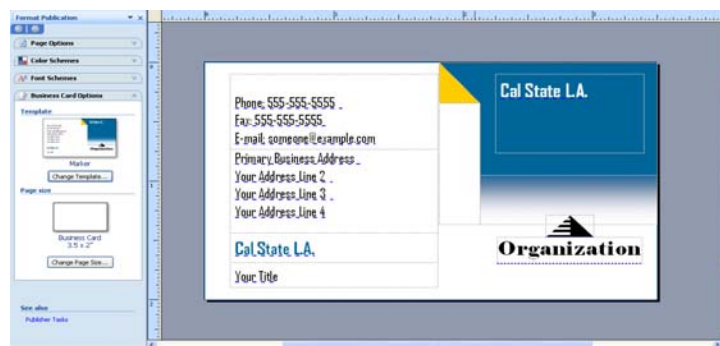 Format Publication
Page Options
Color Schemes
Font Schemes
Business Card Options
Template
Organization
Marker
Change Template...
Page size
Business Card
3.5 x 2"
Change Page Size...
See also
Publisher Tasks
Phone: 555-555-5555
Fax: 555-555-5555
E-mail: someone@example.com
Primary Business Address
Your Address Line 2
Your Address Line 3
Your Address Line 4
Cal State L.A.
Your Title
Cal State L.A.
Organization